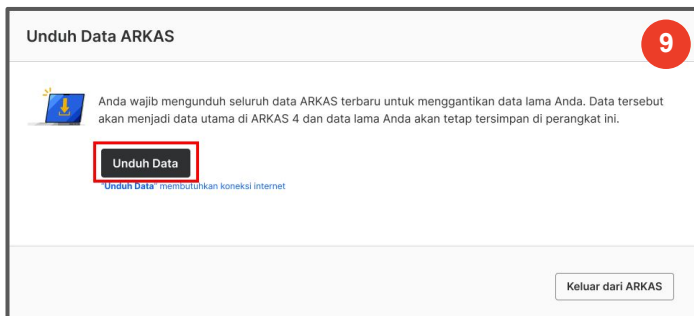 Unduh Data ARKAS
9
Anda wajib mengunduh seluruh data ARKAS terbaru untuk menggantikan data lama Anda. Data tersebut
akan menjadi data utama di ARKAS 4 dan data lama Anda akan tetap tersimpan di perangkat ini.
Unduh Data
"Unduh Data" membutuhkan koneksi internet
Keluar dari ARKAS